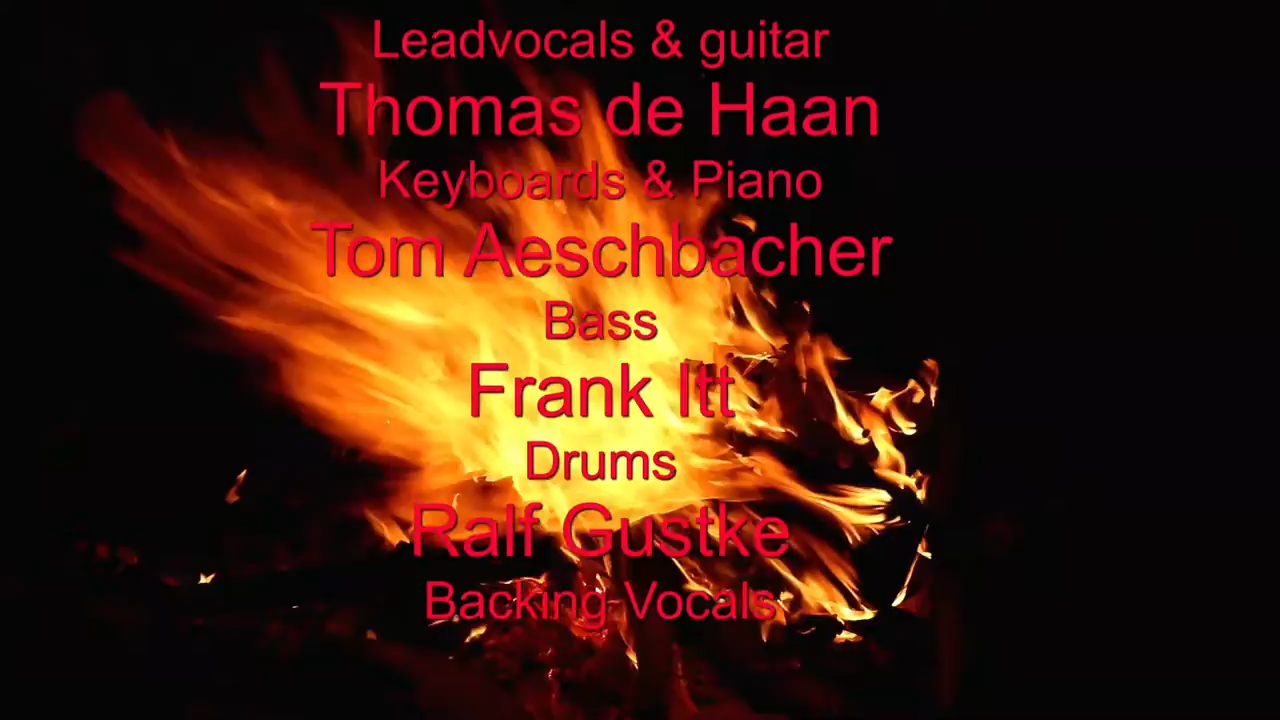 Leadvocals & guitar
Thomas de Haan
Keyboards & Piano
Tom Aeschbacher
Bass
Frank Itt
Drums
Ralf Gustke
Backing Vocals